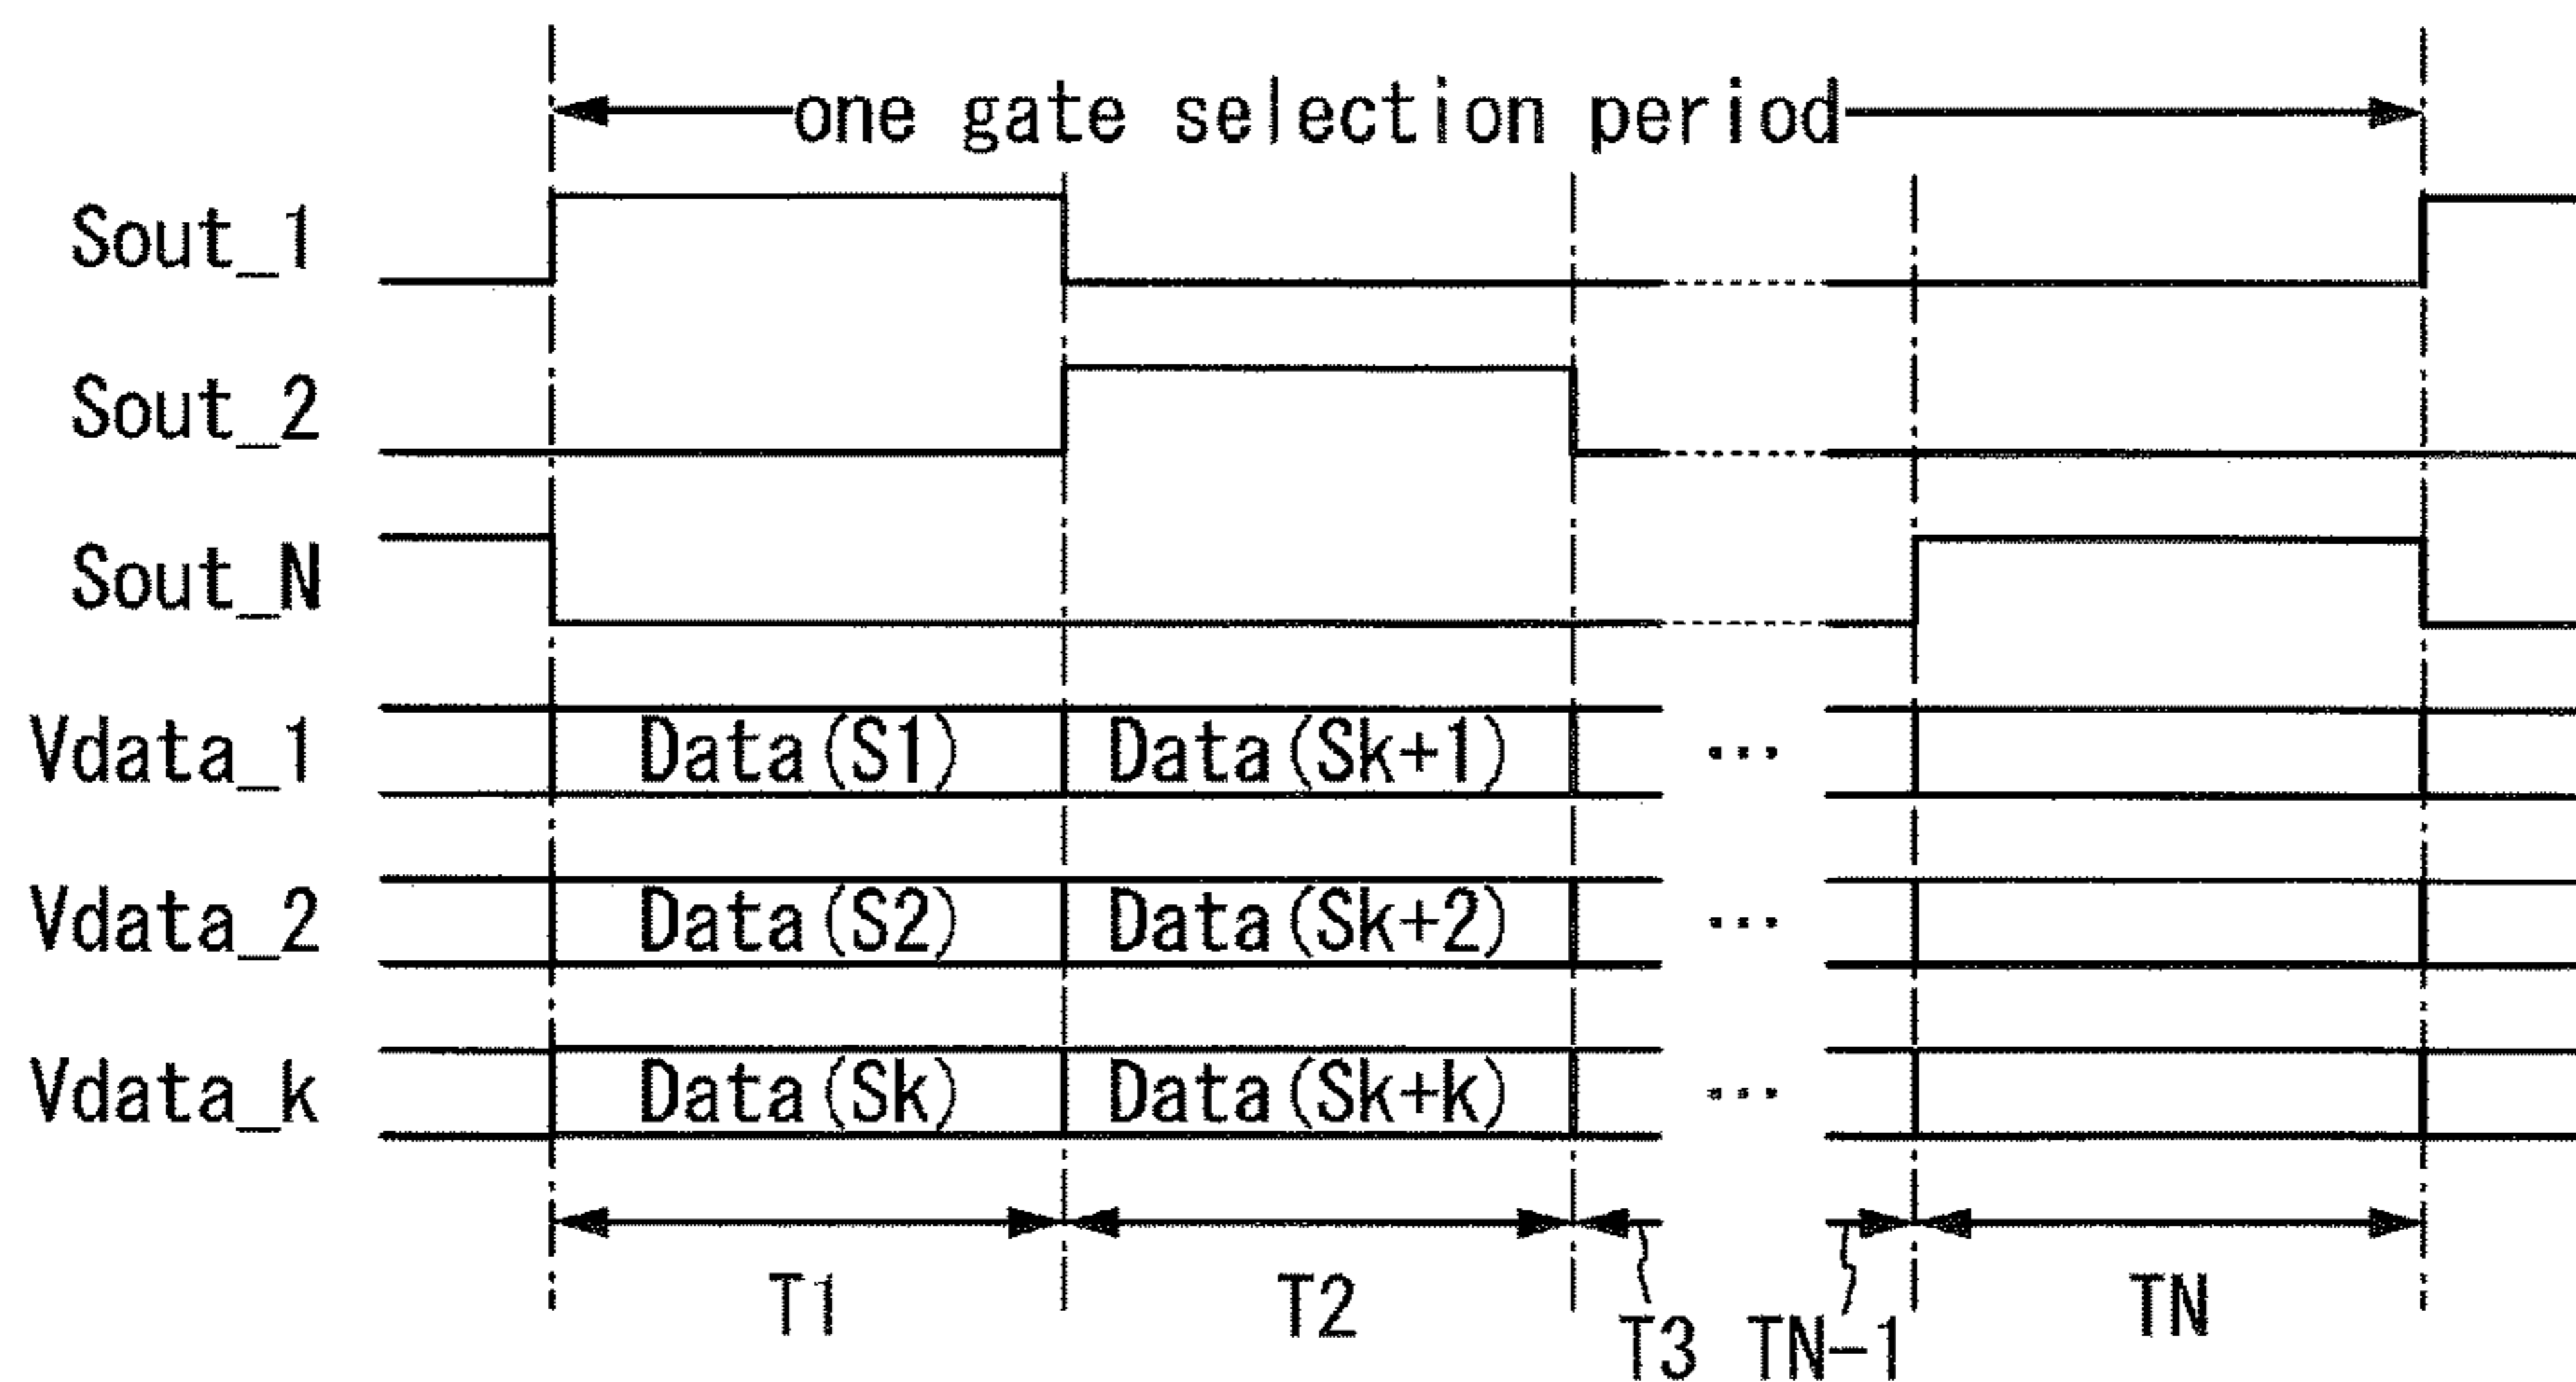 one gate selection period
Sout_1
Sout_2
Sout_N
Vdata_1 Data(S1) Data(Sk+1) ...
Vdata_2 Data(S2) Data(Sk+2) ...
Vdata_k Data(Sk) Data(Sk+k) ...
T1 T2 T3 TN-1 TN